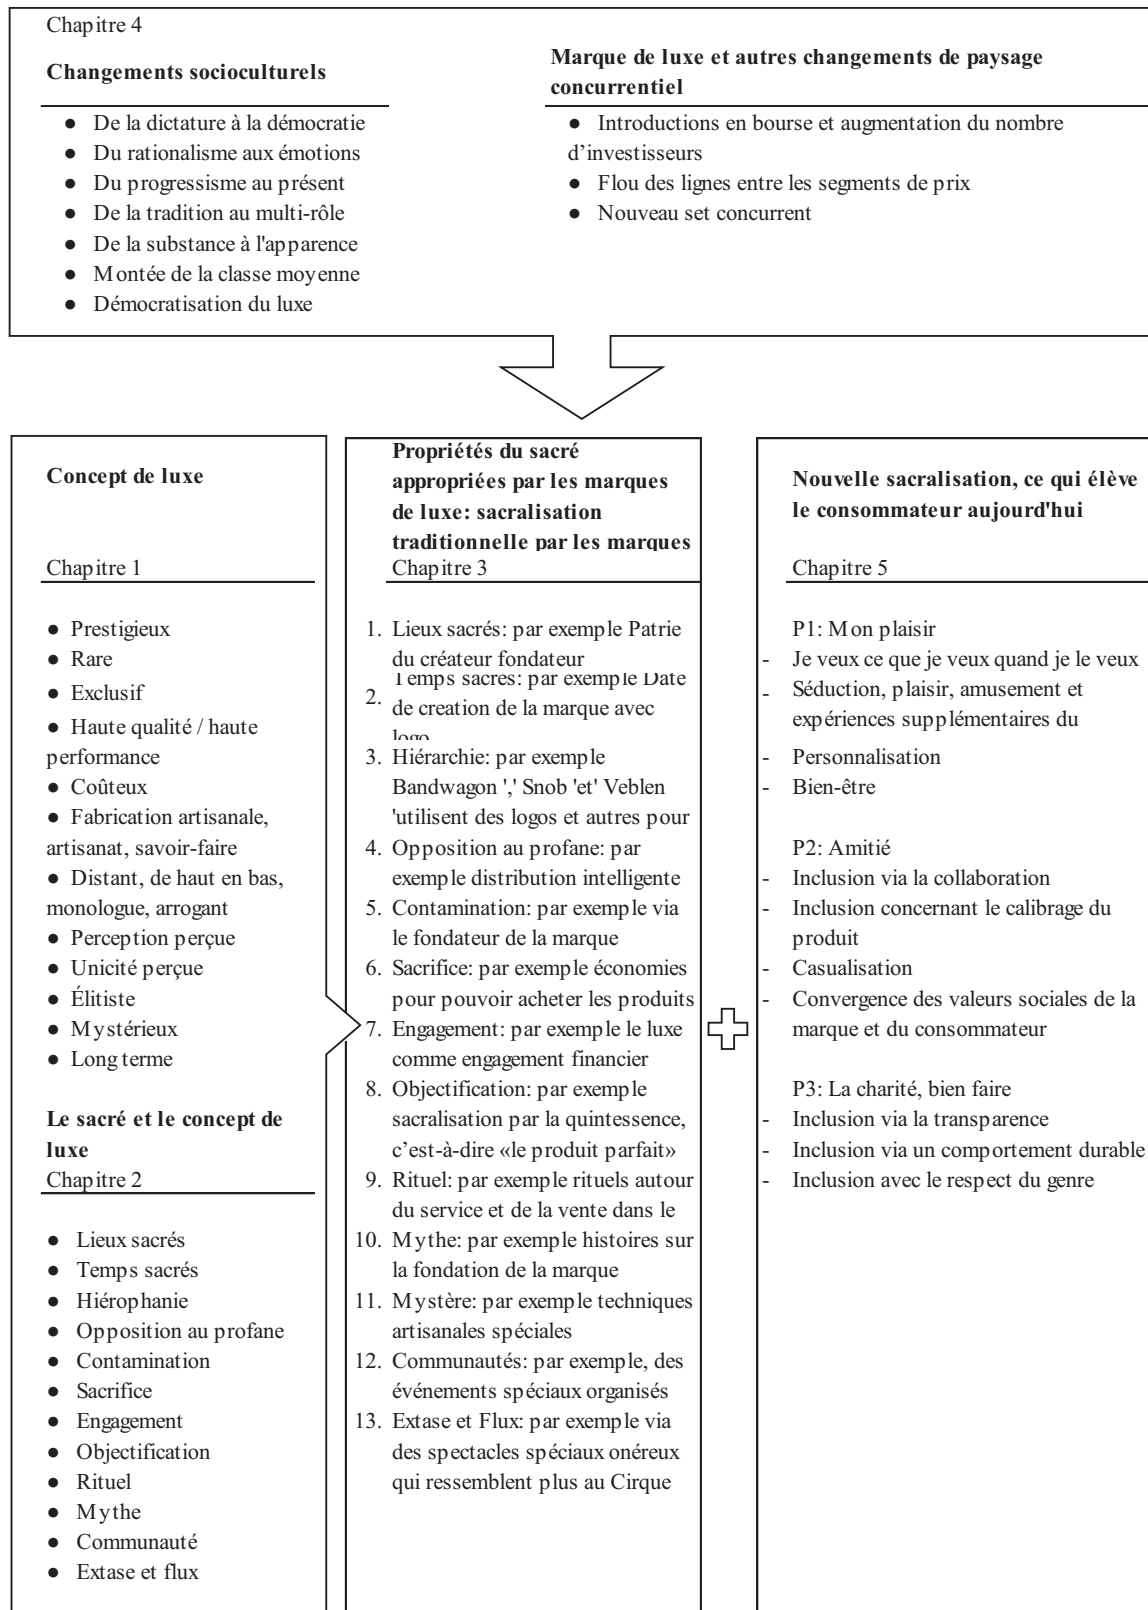 Chapitre 4
Changements socioculturels
● De la dictature à la démocratie
● Du rationalisme aux émotions
● Du progressisme au présent
● De la tradition au multi-rôle
● De la substance à l'apparence
● Montée de la classe moyenne
● Démocratisation du luxe
Marque de luxe et autres changements de paysage
concurrentiel
● Introductions en bourse et augmentation du nombre
d’investisseurs
● Flou des lignes entre les segments de prix
● Nouveau set concurrent
Concept de luxe
Chapitre 1
● Prestigieux
● Rare
● Exclusif
● Haute qualité / haute
performance
● Coûteux
● Fabrication artisanale,
artisanat, savoir-faire
● Distant, de haut en bas,
monologue, arrogant
● Perception perçue
● Unicité perçue
● Élitiste
● Mystérieux
● Long terme
Le sacré et le concept de
luxe
Chapitre 2
● Lieux sacrés
● Temps sacrés
● Hiérophanie
● Opposition au profane
● Contamination
● Sacrifice
● Engagement
● Objectification
● Rituel
● Mythe
● Communauté
● Extase et flux
Propriétés du sacré
appropriées par les marques
de luxe: sacralisation
traditionnelle par les marques
Chapitre 3
1. Lieux sacrés: par exemple Patrie
du créateur fondateur
2. Temps sacrés: par exemple Date
de creation de la marque avec
logo
3. Hiérarchie: par exemple
Bandwagon ',' Snob 'et' Veblen
'utilisent des logos et autres pour
4. Opposition au profane: par
exemple distribution intelligente
5. Contamination: par exemple via
le fondateur de la marque
6. Sacrifice: par exemple économies
pour pouvoir acheter les produits
7. Engagement: par exemple le luxe
comme engagement financier
8. Objectification: par exemple
sacralisation par la quintessence,
c’est-à-dire «le produit parfait»
9. Rituel: par exemple rituels autour
du service et de la vente dans le
10. Mythe: par exemple histoires sur
la fondation de la marque
11. Mystère: par exemple techniques
artisanales spéciales
12. Communautés: par exemple, des
événements spéciaux organisés
13. Extase et Flux: par exemple via
des spectacles spéciaux onéreux
qui ressemblent plus au Cirque
Nouvelle sacralisation, ce qui élève
le consommateur aujourd'hui
Chapitre 5
P1: Mon plaisir
- Je veux ce que je veux quand je le veux
- Séduction, plaisir, amusement et
expériences supplémentaires du
- Personnalisation
- Bien-être
P2: Amitié
- Inclusion via la collaboration
- Inclusion concernant le calibrage du
produit
- Casualisation
- Convergence des valeurs sociales de la
marque et du consommateur
P3: La charité, bien faire
- Inclusion via la transparence
- Inclusion via un comportement durable
- Inclusion avec le respect du genre